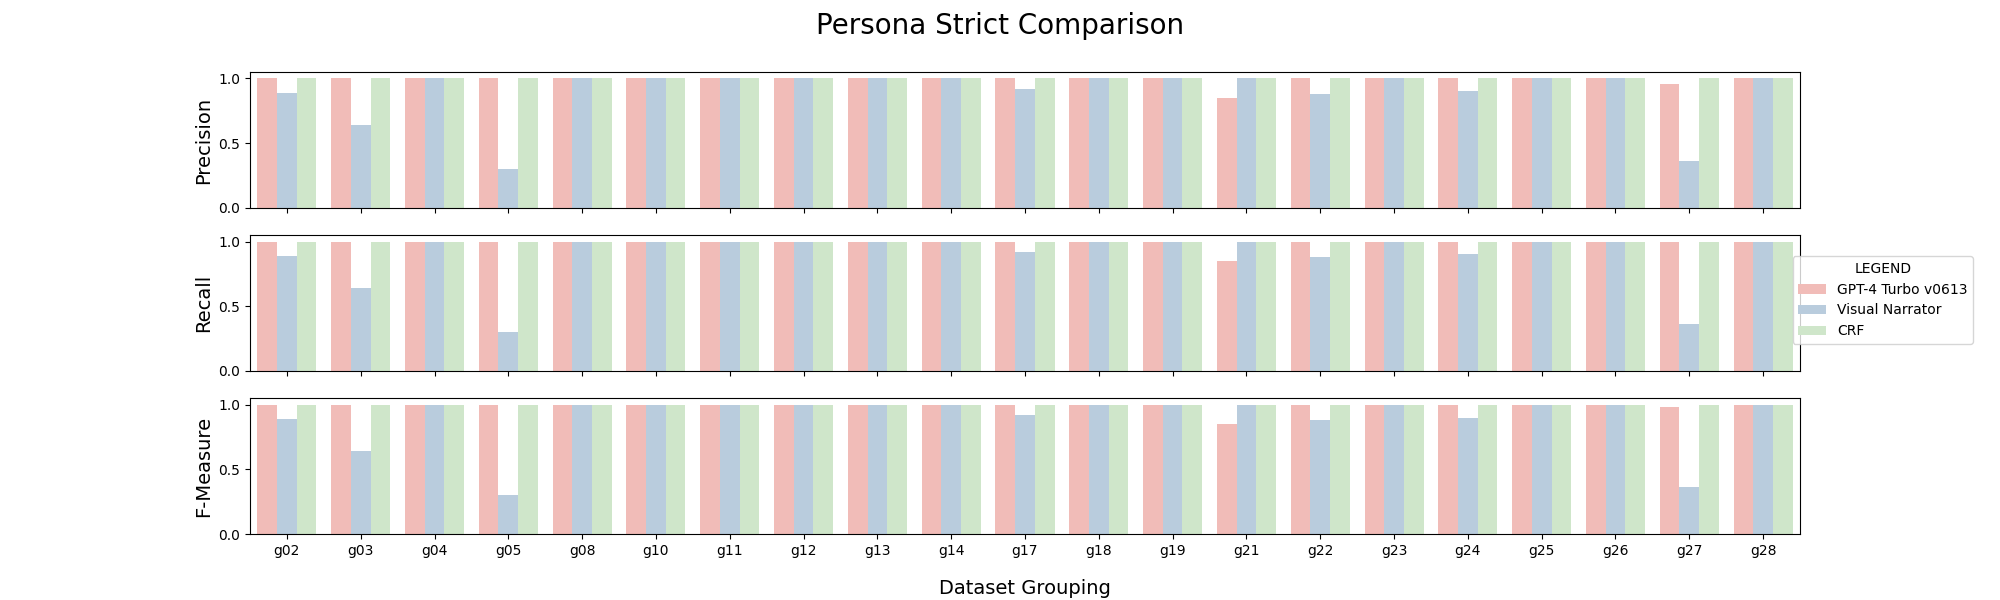 Persona Strict Comparison
Precision
1.0
0.5
0.0
Recall
1.0
0.5
0.0
LEGEND
GPT-4 Turbo v0613
Visual Narrator
CRF
F-Measure
1.0
0.5
0.0
g02 g03 g04 g05 g08 g10 g11 g12 g13 g14 g17 g18 g19 g21 g22 g23 g24 g25 g26 g27 g28
Dataset Grouping